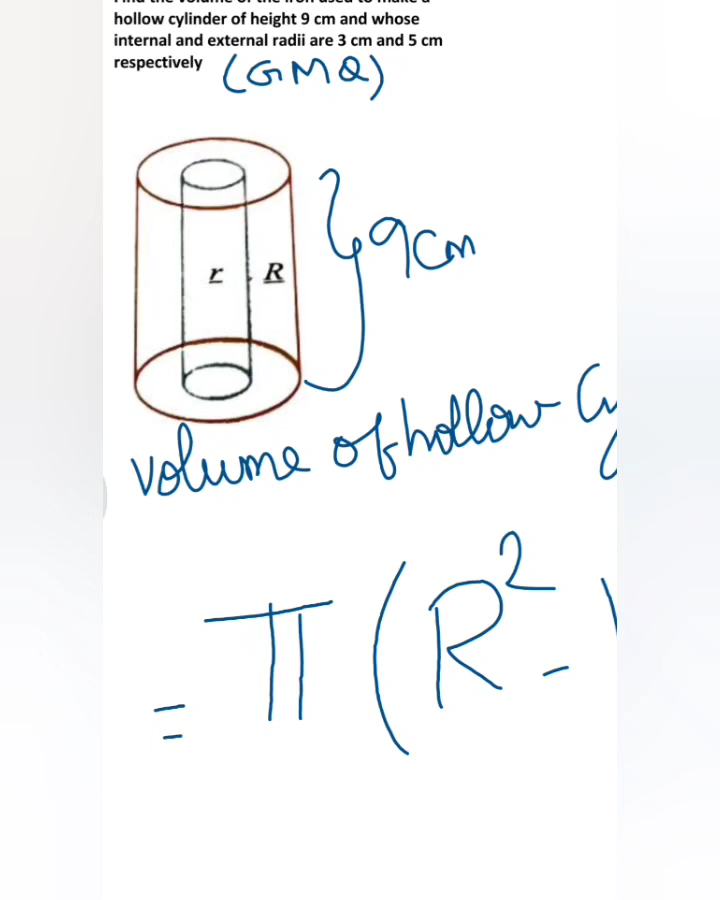 hollow cylinder of height 9 cm and whose
internal and external radii are 3 cm and 5 cm
respectively (GMQ)
r R
9cm
volume of hollow Cy
= π (R² -